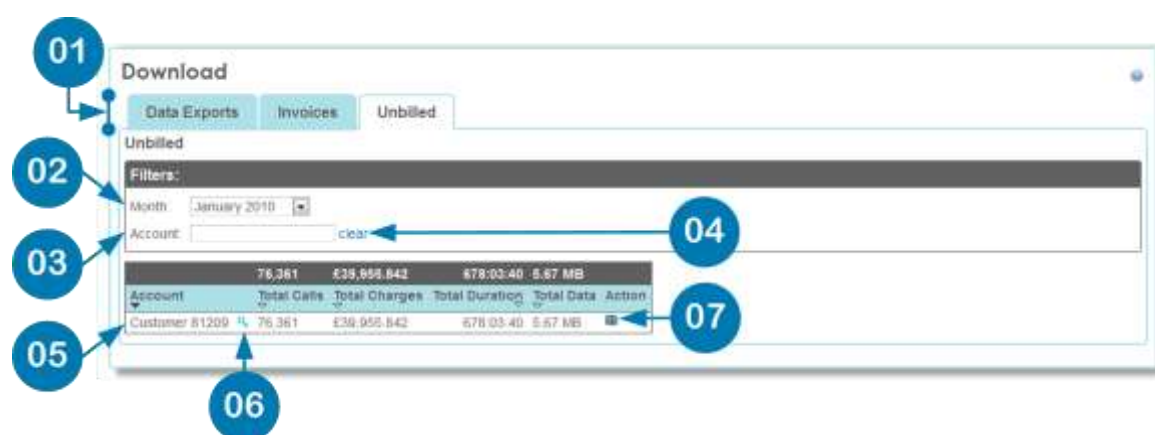 01
Download
Data Exports Invoices Unbilled
Unbilled
02
Filters:
Month: January 2010
Account: clear
04
03
76,361 £39,956.842 678:03:40 5.67 MB
Account Total Calls Total Charges Total Duration Total Data Action
Customer 81209 76,361 £39,956.842 678:03:40 5.67 MB
07
05
06